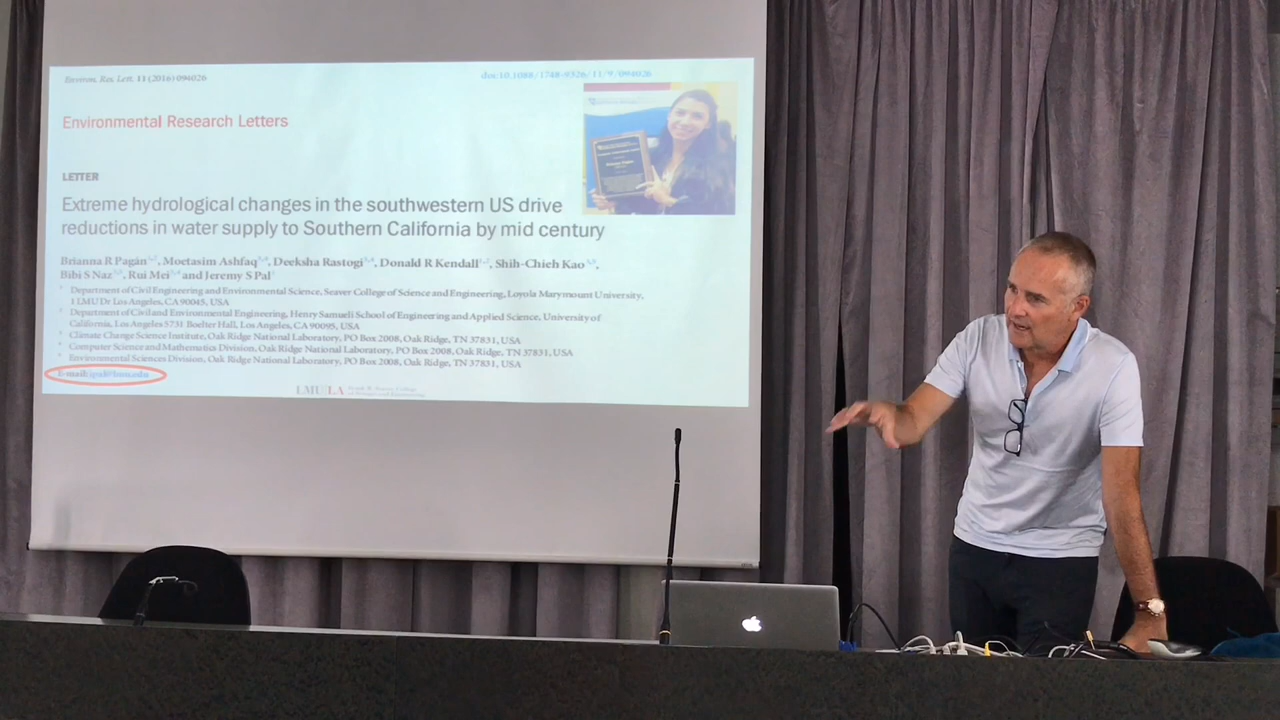 Environ. Res. Lett. 11 (2016) 094026
doi:10.1088/1748-9326/11/9/094026
Environmental Research Letters
LETTER
Extreme hydrological changes in the southwestern US drive
reductions in water supply to Southern California by mid century
Brianna R Pagán, Moetasim Ashfaq, Deeksha Rastogi, Donald R Kendall, Shih-Chieh Kao,
Bibi S Naz, Rui Mei and Jeremy S Pal
Department of Civil Engineering and Environmental Science, Seaver College of Science and Engineering, Loyola Marymount University,
1 LMU Dr Los Angeles, CA 90045, USA
Department of Civil and Environmental Engineering, Henry Samueli School of Engineering and Applied Science, University of
California, Los Angeles 5731 Boelter Hall, Los Angeles, CA 90095, USA
Climate Change Science Institute, Oak Ridge National Laboratory, PO Box 2008, Oak Ridge, TN 37831, USA
Computer Science and Mathematics Division, Oak Ridge National Laboratory, PO Box 2008, Oak Ridge, TN 37831, USA
Environmental Sciences Division, Oak Ridge National Laboratory, PO Box 2008, Oak Ridge, TN 37831, USA
E-mail: jpal@lmu.edu
LMU|LA